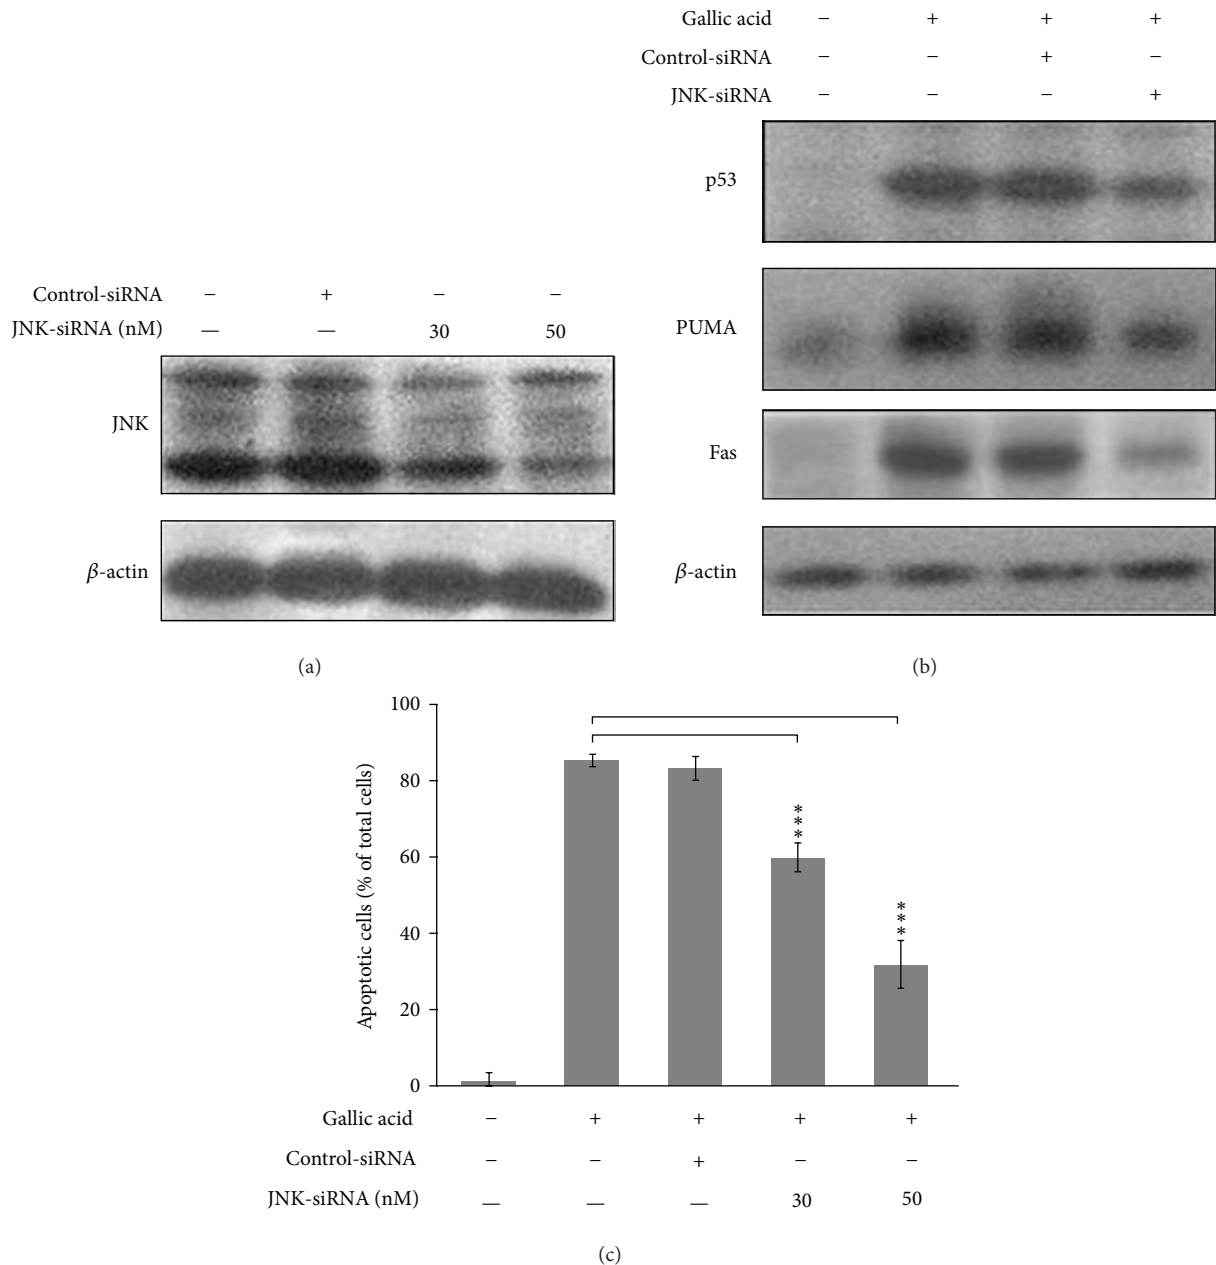 Gallic acid − + + +
Control-siRNA − − + −
JNK-siRNA − − − +
p53
PUMA
Fas
β-actin
(b)
Control-siRNA − + − −
JNK-siRNA (nM) — — 30 50
JNK
β-actin
(a)
Apoptotic cells (% of total cells)
100
80
60
40
20
0
***
***
Gallic acid − + + + +
Control-siRNA − − + − −
JNK-siRNA (nM) — — — 30 50
(c)